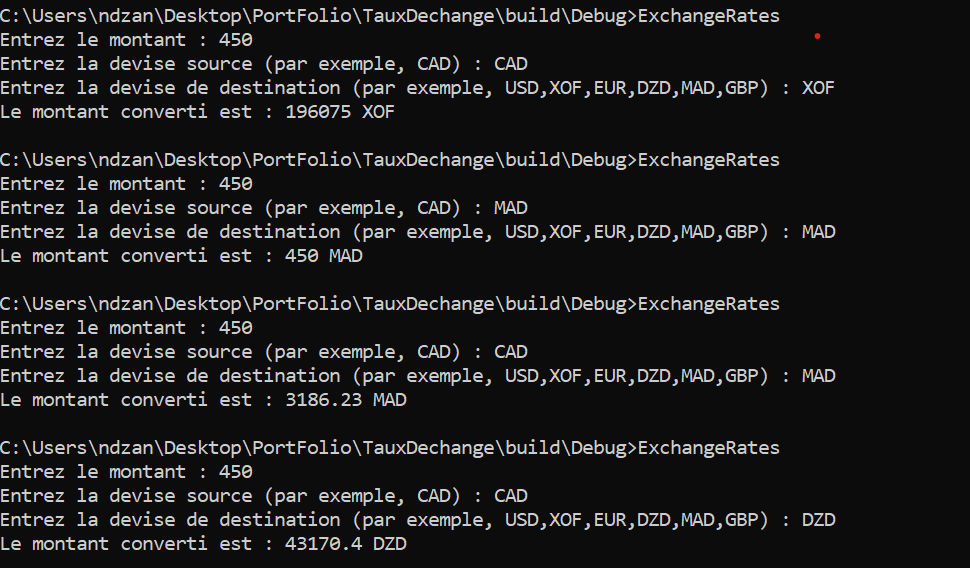 C:\Users\ndzan\Desktop\PortFolio\TauxDechange\build\Debug>ExchangeRates
Entrez le montant : 450
Entrez la devise source (par exemple, CAD) : CAD
Entrez la devise de destination (par exemple, USD,XOF,EUR,DZD,MAD,GBP) : XOF
Le montant converti est : 196075 XOF
C:\Users\ndzan\Desktop\PortFolio\TauxDechange\build\Debug>ExchangeRates
Entrez le montant : 450
Entrez la devise source (par exemple, CAD) : MAD
Entrez la devise de destination (par exemple, USD,XOF,EUR,DZD,MAD,GBP) : MAD
Le montant converti est : 450 MAD
C:\Users\ndzan\Desktop\PortFolio\TauxDechange\build\Debug>ExchangeRates
Entrez le montant : 450
Entrez la devise source (par exemple, CAD) : CAD
Entrez la devise de destination (par exemple, USD,XOF,EUR,DZD,MAD,GBP) : MAD
Le montant converti est : 3186.23 MAD
C:\Users\ndzan\Desktop\PortFolio\TauxDechange\build\Debug>ExchangeRates
Entrez le montant : 450
Entrez la devise source (par exemple, CAD) : CAD
Entrez la devise de destination (par exemple, USD,XOF,EUR,DZD,MAD,GBP) : DZD
Le montant converti est : 43170.4 DZD